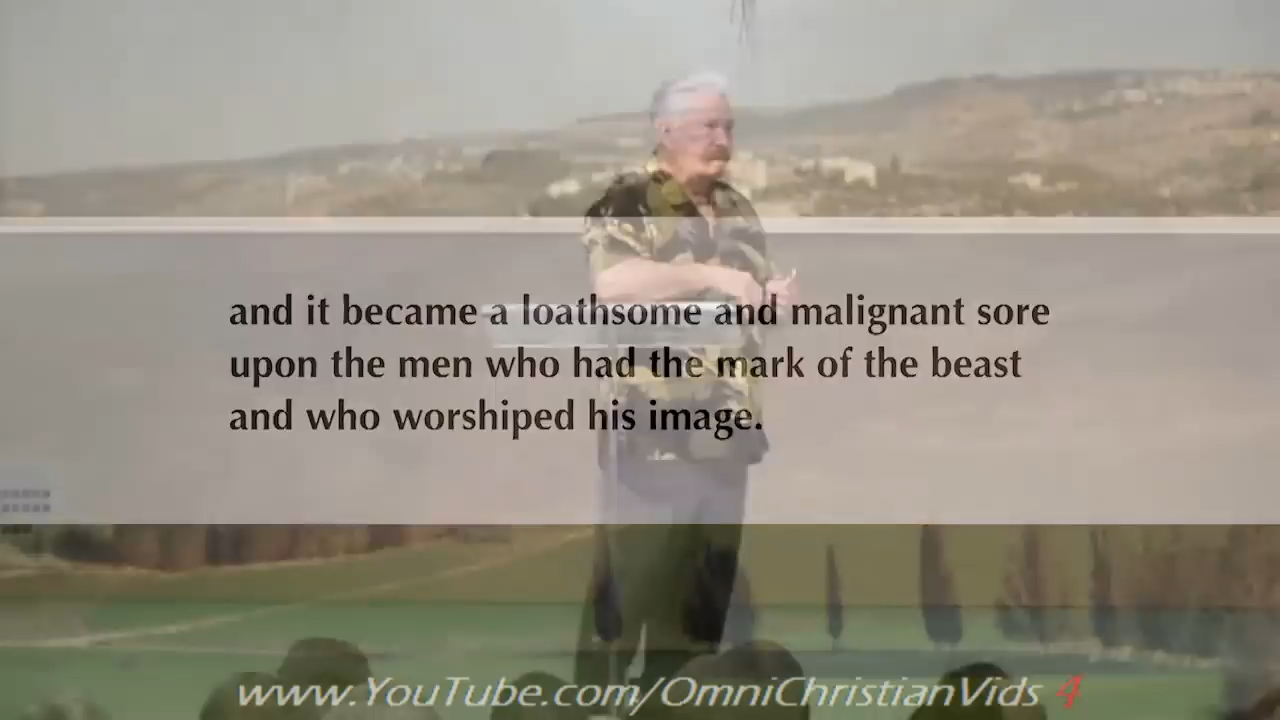 and it became a loathsome and malignant sore
upon the men who had the mark of the beast
and who worshiped his image.
www.YouTube.com/OmniChristianVids 4